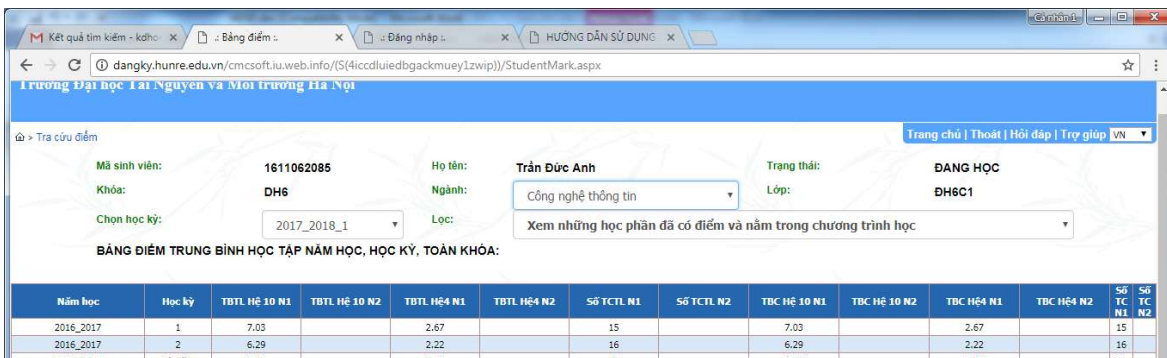 Cá nhân 1
Kết quả tìm kiếm - kdho
.: Bảng điểm :.
.: Đăng nhập :.
HƯỚNG DẪN SỬ DỤNG
dangky.hunre.edu.vn/cmcsoft.iu.web.info/(S(4iccdluiedbgackmuey1zwip))/StudentMark.aspx
Trường Đại học Tài Nguyên và Môi trường Hà Nội
> Tra cứu điểm Trang chủ | Thoát | Hỏi đáp | Trợ giúp VN
Mã sinh viên: 1611062085 Họ tên: Trần Đức Anh Trạng thái: ĐANG HỌC
Khóa: DH6 Ngành: Công nghệ thông tin Lớp: ĐH6C1
Chọn học kỳ: 2017_2018_1 Lọc: Xem những học phần đã có điểm và nằm trong chương trình học
BẢNG ĐIỂM TRUNG BÌNH HỌC TẬP NĂM HỌC, HỌC KỲ, TOÀN KHÓA:
Năm học Học kỳ TBTL Hệ 10 N1 TBTL Hệ 10 N2 TBTL Hệ4 N1 TBTL Hệ4 N2 Số TCTL N1 Số TCTL N2 TBC Hệ 10 N1 TBC Hệ 10 N2 TBC Hệ4 N1 TBC Hệ4 N2 Số TC N1 Số TC N2
2016_2017 1 7.03 2.67 15 7.03 2.67 15
2016_2017 2 6.29 2.22 16 6.29 2.22 16